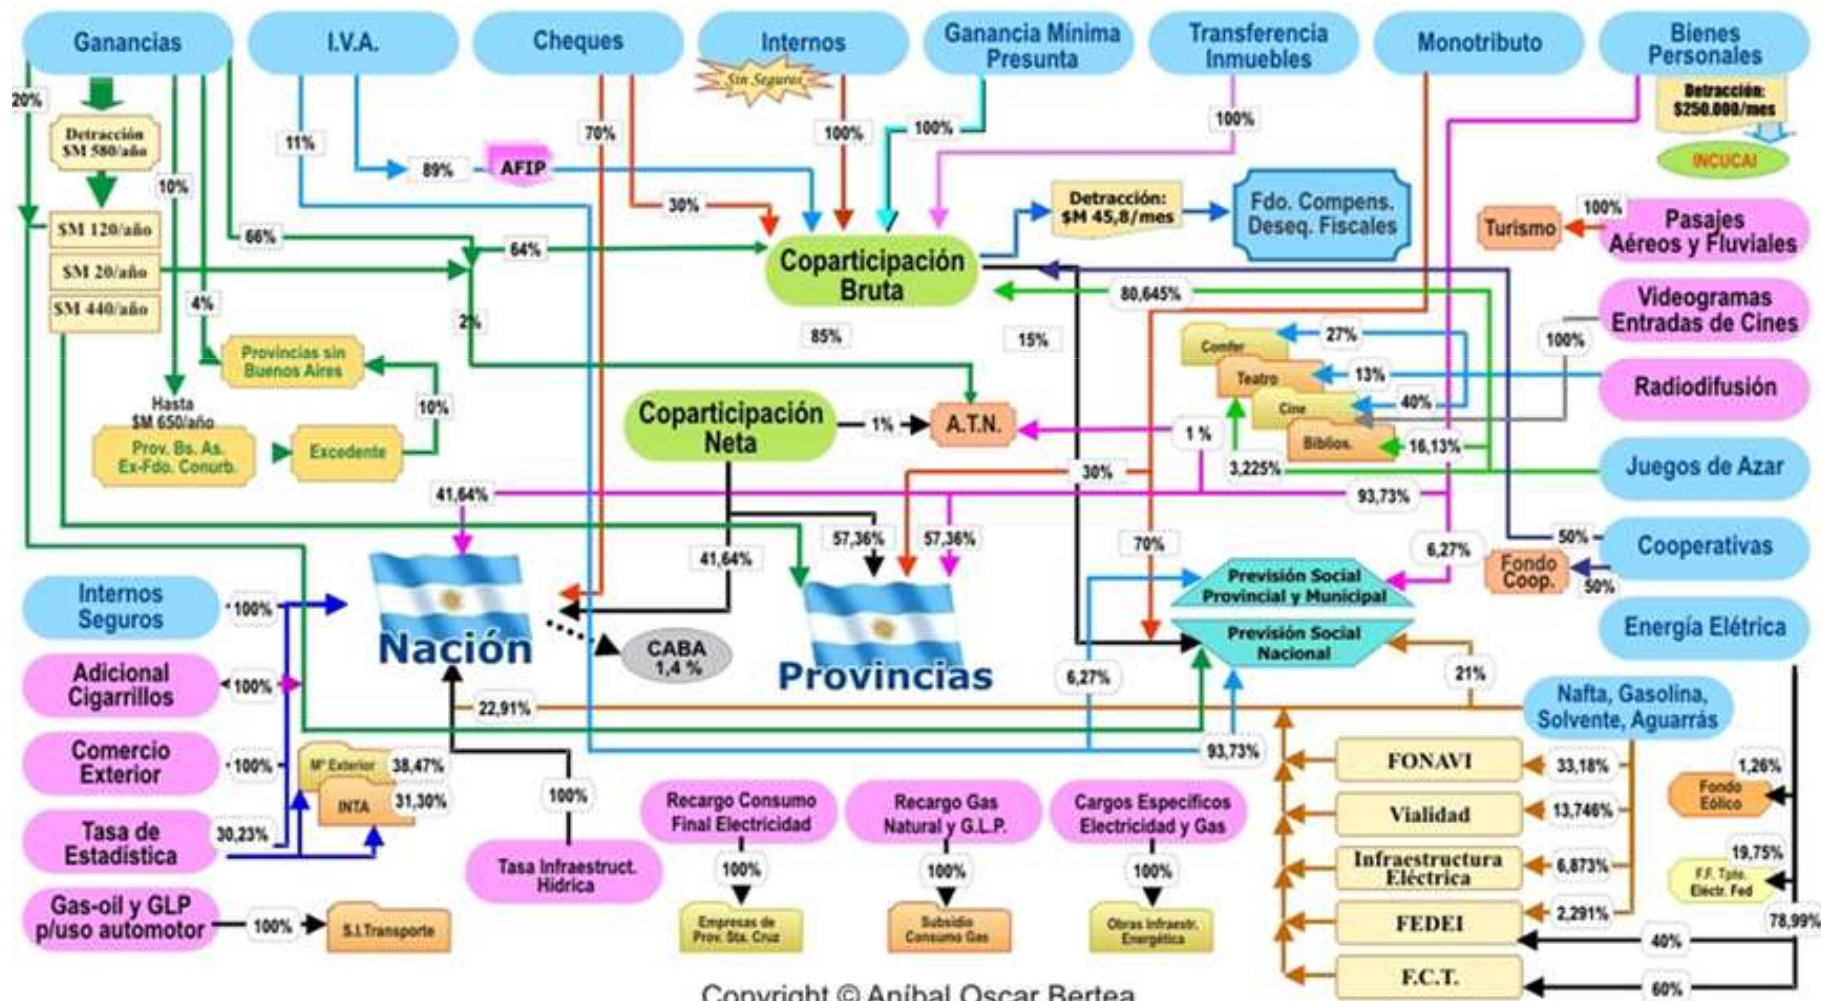 Ganancias
I.V.A.
Cheques
Internos
Sin Seguros
Ganancia Mínima
Presunta
Transferencia
Inmuebles
Monotributo
Bienes
Personales
Detracción:
$250.000/mes
INCUCAI
20%
Detracción
$M 580/año
10%
11%
89%
AFIP
70%
30%
100%
100%
100%
$M 120/año
$M 20/año
$M 440/año
66%
64%
4%
2%
Coparticipación
Bruta
Detracción:
$M 45,8/mes
Fdo. Compens.
Deseq. Fiscales
Turismo
100%
Pasajes
Aéreos y Fluviales
80,645%
85%
15%
Videogramas
Entradas de Cines
100%
Comfer
27%
Teatro
13%
Cine
40%
Biblios.
16,13%
3,225%
Radiodifusión
Provincias sin
Buenos Aires
10%
Hasta
$M 650/año
Prov. Bs. As.
Ex-Fdo. Conurb.
Excedente
Coparticipación
Neta
1%
A.T.N.
1 %
30%
Juegos de Azar
41,64%
93,73%
41,64%
57,36%
57,36%
70%
6,27%
50%
Cooperativas
Fondo
Coop.
50%
Energía Elétrica
Internos
Seguros
100%
Nación
CABA
1,4 %
Provincias
Previsión Social
Provincial y Municipal
Previsión Social
Nacional
6,27%
21%
Adicional
Cigarrillos
100%
22,91%
93,73%
Nafta, Gasolina,
Solvente, Aguarrás
Comercio
Exterior
100%
Mº Exterior
38,47%
INTA
31,30%
Tasa de
Estadística
30,23%
100%
Tasa Infraestruct.
Hídrica
Recargo Consumo
Final Electricidad
100%
Empresas de
Prov. Sta. Cruz
Recargo Gas
Natural y G.L.P.
100%
Subsidio
Consumo Gas
Cargos Específicos
Electricidad y Gas
100%
Obras Infraestr.
Energética
FONAVI
33,18%
Vialidad
13,746%
Infraestructura
Eléctrica
6,873%
FEDEI
2,291%
F.C.T.
40%
60%
1,26%
Fondo
Eólico
19,75%
F.F. Tpte.
Eléctr. Fed
78,99%
Gas-oil y GLP
p/uso automotor
100%
S.I.Transporte
Copyright © Aníbal Oscar Bertea